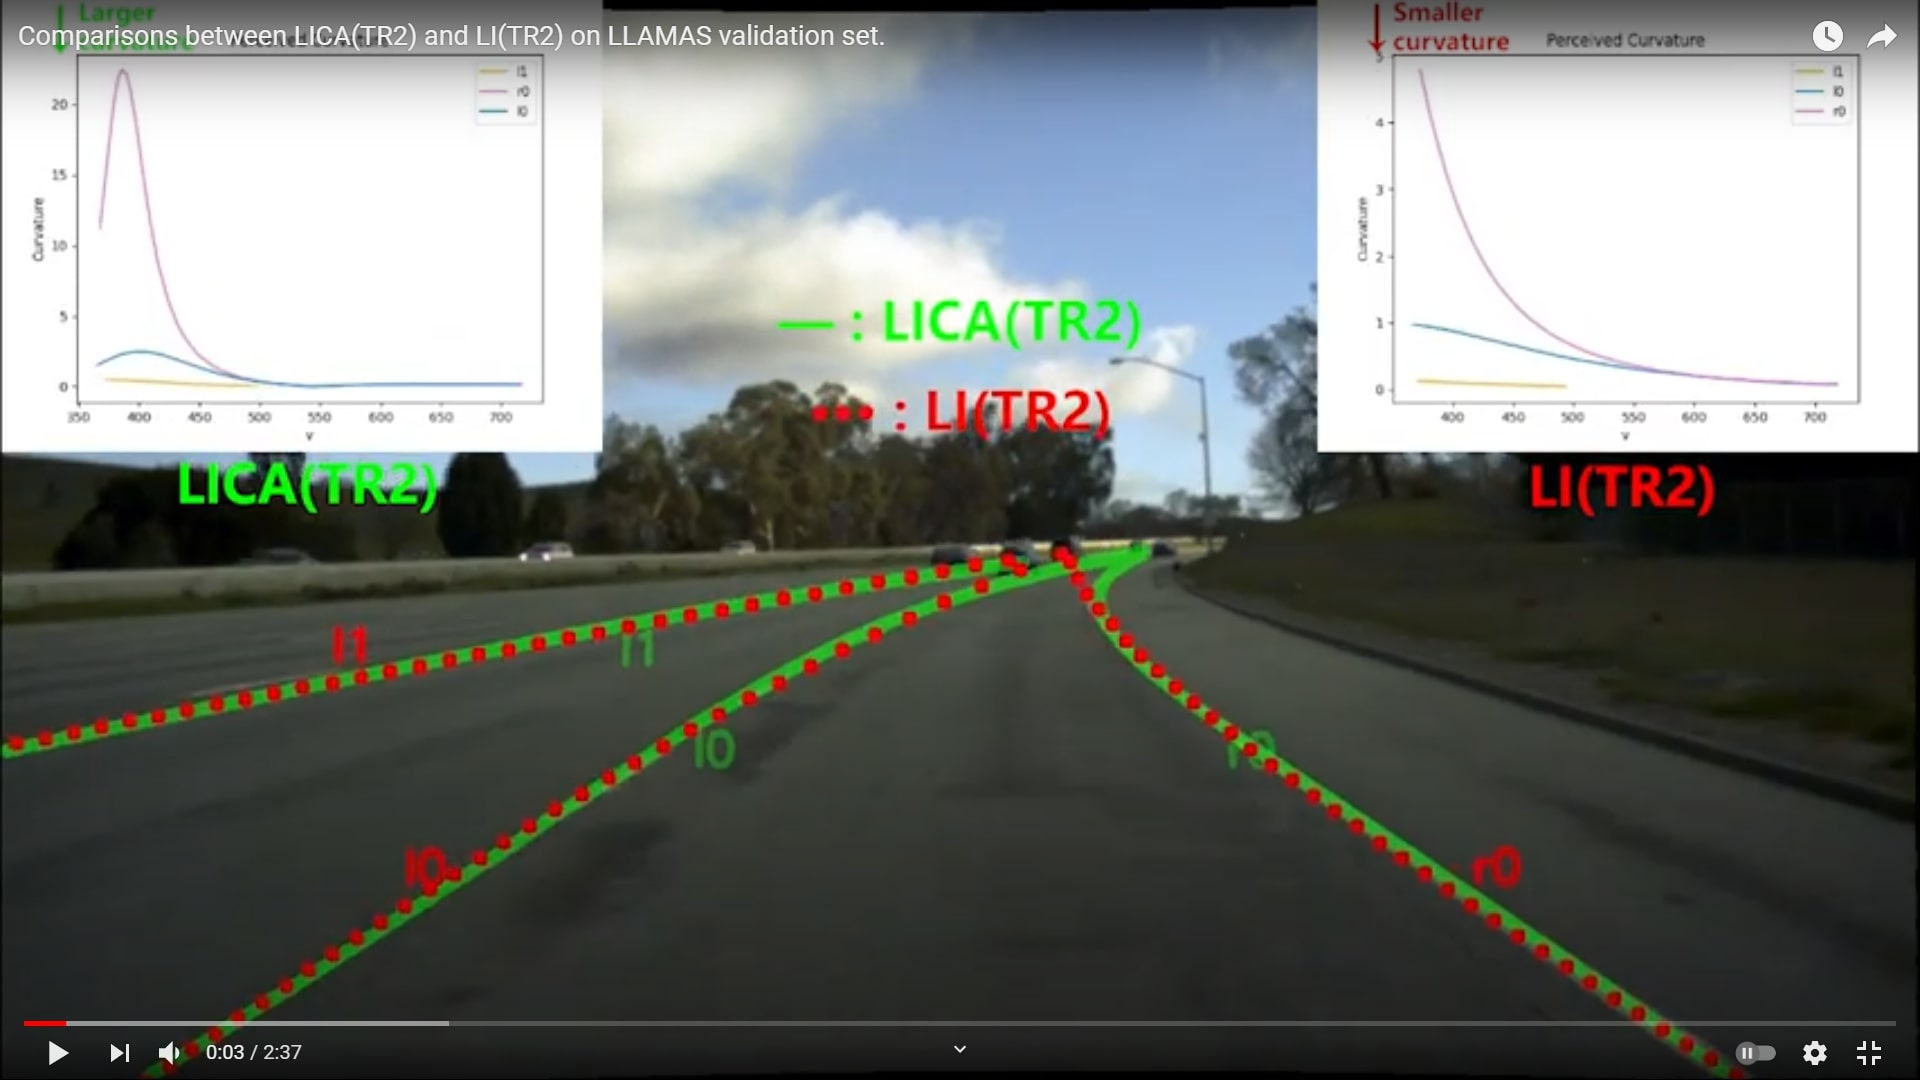 Larger
Comparisons between LICA(TR2) and LI(TR2) on LLAMAS validation set.
Smaller
curvature
Perceived Curvature
l1
r0
l0
20
15
10
5
0
Curvature
350 400 450 500 550 600 650 700
v
l1
l0
r0
5
4
3
2
1
0
Curvature
400 450 500 550 600 650 700
v
— : LICA(TR2)
••• : LI(TR2)
LICA(TR2)
LI(TR2)
l1
l1
l0
r0
l0
r0
0:03 / 2:37